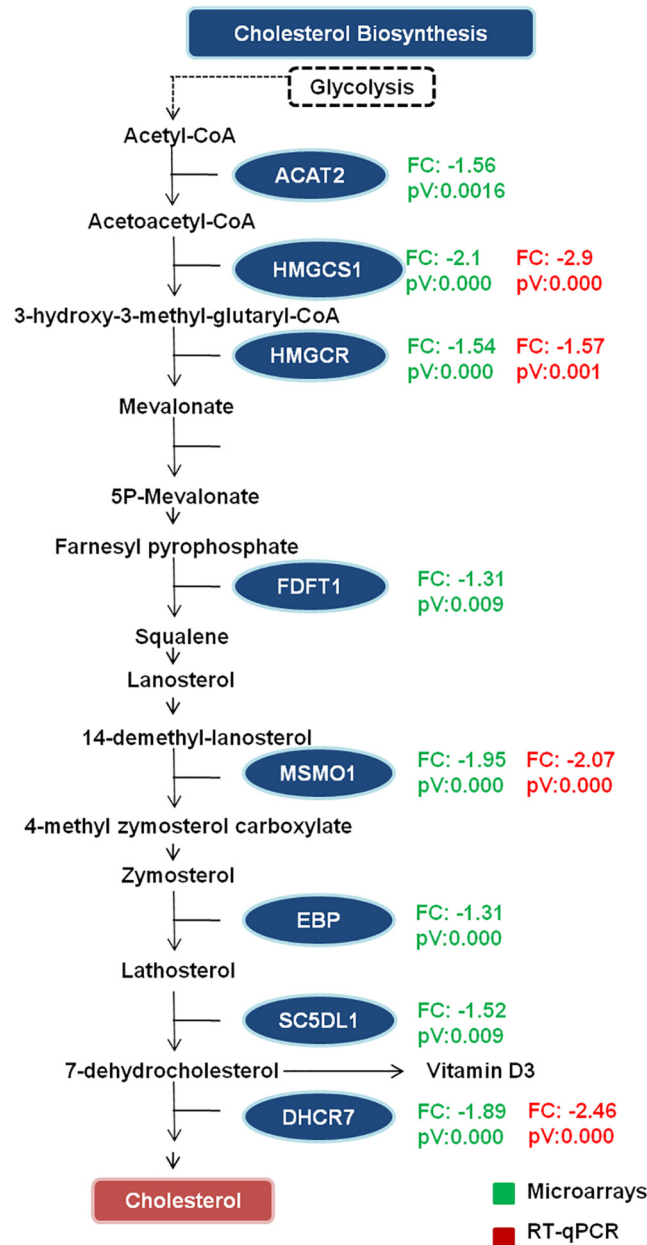 Cholesterol Biosynthesis
Glycolysis
Acetyl-CoA
ACAT2
FC: -1.56
pV:0.0016
Acetoacetyl-CoA
HMGCS1
FC: -2.1
pV:0.000
FC: -2.9
pV:0.000
3-hydroxy-3-methyl-glutaryl-CoA
HMGCR
FC: -1.54
pV:0.000
FC: -1.57
pV:0.001
Mevalonate
5P-Mevalonate
Farnesyl pyrophosphate
FDFT1
FC: -1.31
pV:0.009
Squalene
Lanosterol
14-demethyl-lanosterol
MSMO1
FC: -1.95
pV:0.000
FC: -2.07
pV:0.000
4-methyl zymosterol carboxylate
Zymosterol
EBP
FC: -1.31
pV:0.000
Lathosterol
SC5DL1
FC: -1.52
pV:0.009
7-dehydrocholesterol
Vitamin D3
DHCR7
FC: -1.89
pV:0.000
FC: -2.46
pV:0.000
Cholesterol
Microarrays
RT-qPCR